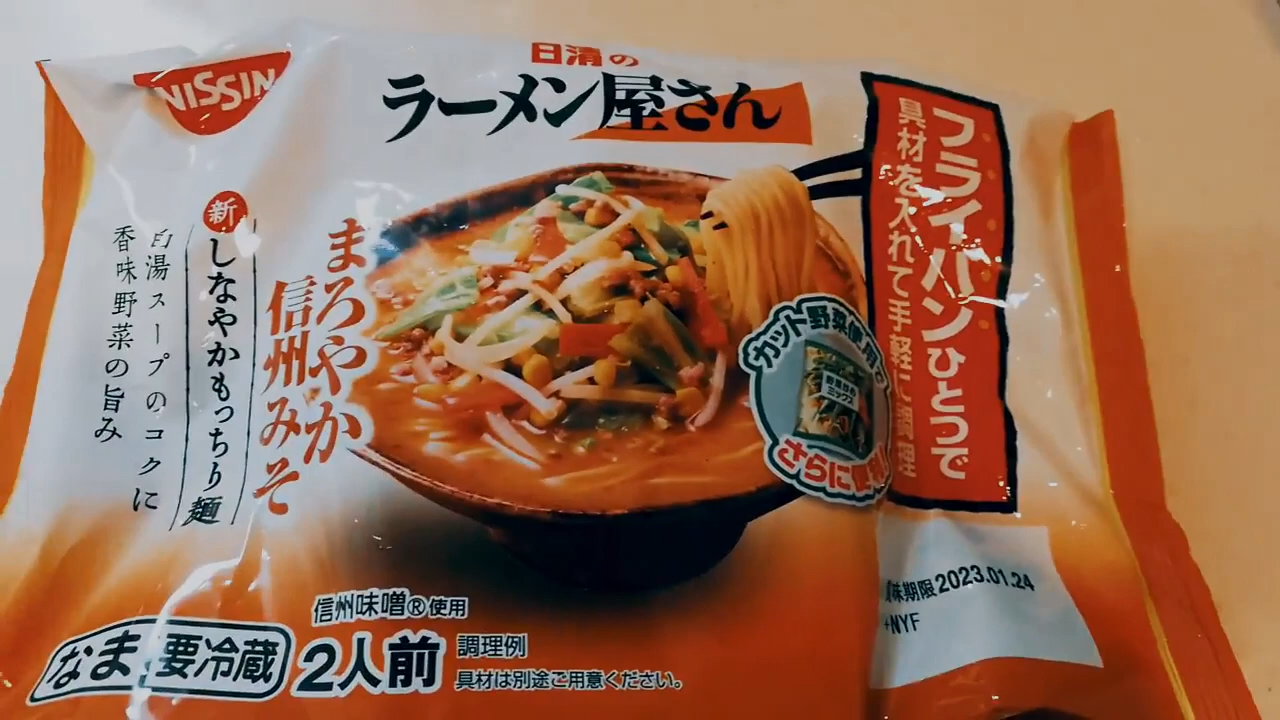 NISSIN
日清の
ラーメン屋さん
フライパンひとつで
具材を入れて手軽に調理
新
しなやかもっちり麺
白湯スープのコクに
香味野菜の旨み
まろやか
信州みそ
カット野菜使用で
さらに便利!
信州味噌®使用
なま 要冷蔵
2人前
調理例
具材は別途ご用意ください。
賞味期限2023.01.24
+NYF